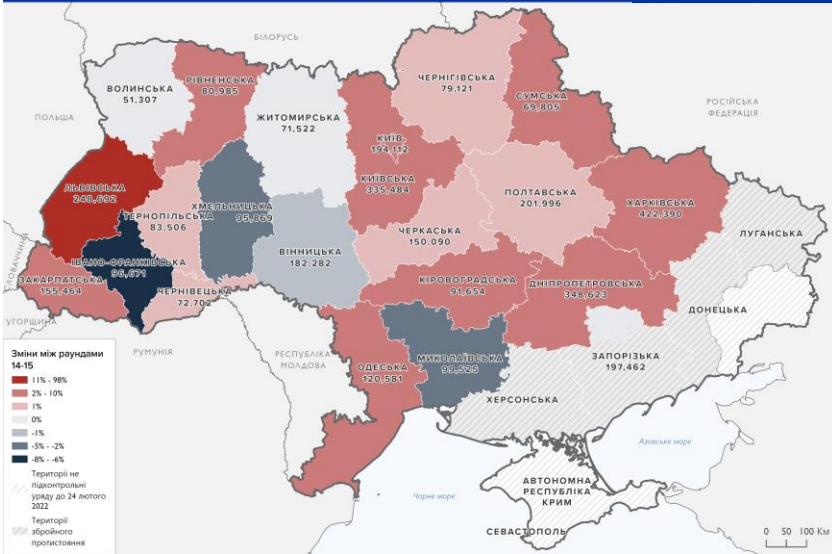 БІЛОРУСЬ
ЧЕРНІГІВСЬКА
79,121
РІВНЕНСЬКА
80,985
ВОЛИНСЬКА
51,307
СУМСЬКА
69,805
РОСІЙСЬКА
ФЕДЕРАЦІЯ
ПОЛЬША
ЖИТОМИРСЬКА
71,522
КИЇВ
194,112
КИЇВСЬКА
335,484
ЛЬВІВСЬКА
248,692
ХМЕЛЬНИЦЬКА
95,869
ПОЛТАВСЬКА
201,996
ХАРКІВСЬКА
422,390
ТЕРНОПІЛЬСЬКА
83,506
ЧЕРКАСЬКА
150,090
ЛУГАНСЬКА
СЛОВАЧЧИНА
ІВАНО-ФРАНКІВСЬКА
96,671
ВІННИЦЬКА
182,282
ЗАКАРПАТСЬКА
155,464
КІРОВОГРАДСЬКА
91,654
ДНІПРОПЕТРОВСЬКА
348,623
ЧЕРНІВЕЦЬКА
72,702
ДОНЕЦЬКА
УГОРЩИНА
РУМУНІЯ
РЕСПУБЛІКА
МОЛДОВА
ОДЕСЬКА
120,581
МИКОЛАЇВСЬКА
99,525
ЗАПОРІЗЬКА
197,462
ХЕРСОНСЬКА
Азовське море
Чорне море
АВТОНОМНА
РЕСПУБЛІКА
КРИМ
СЕВАСТОПОЛЬ
Зміни між раундами
14-15
11% - 98%
2% - 10%
1%
0%
-1%
-5% - -2%
-8% - -6%
Території не
підконтрольні
уряду до 24 лютого
2022
Території
збройного
протистояння
0 50 100 Км